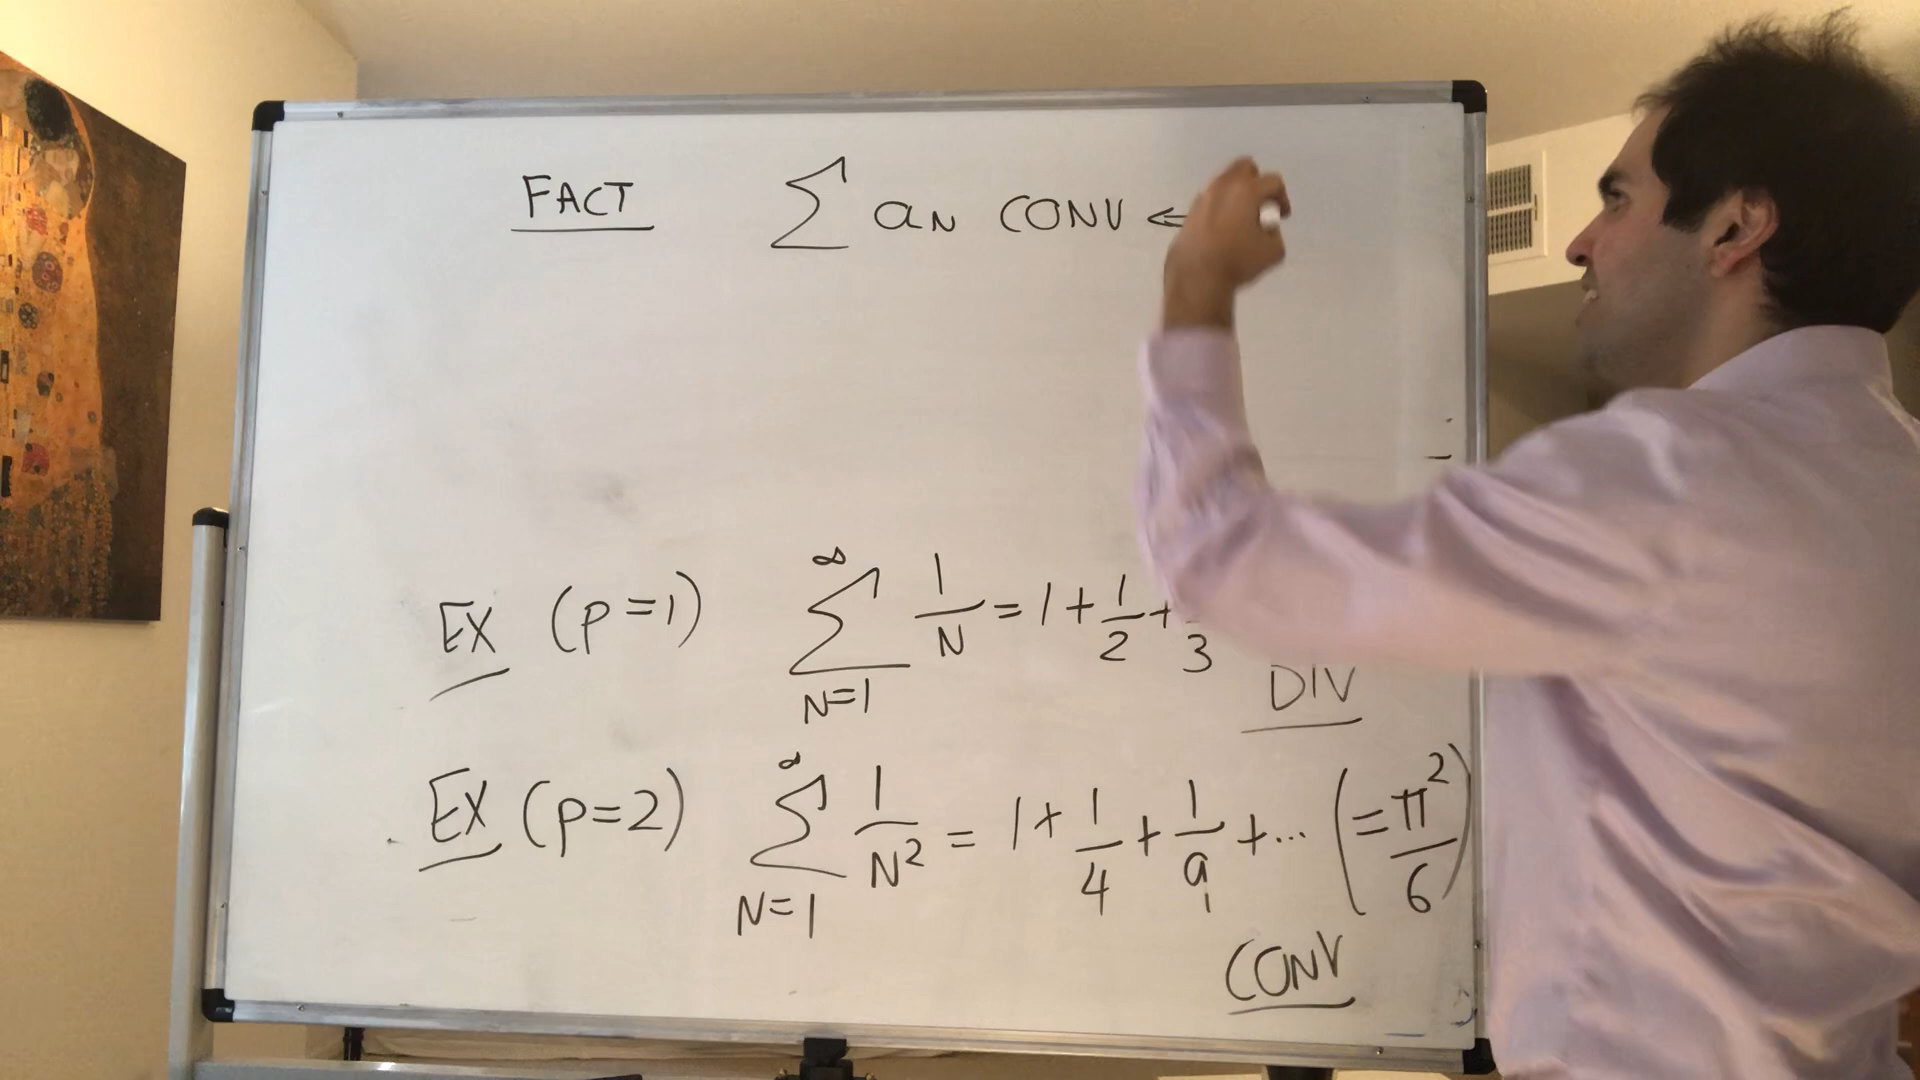 FACT ∑ aN CONV ⇐
EX (p=1) ∞ ∑ N=1 1/N = 1 + 1/2 + 1/3
DIV
EX (p=2) ∞ ∑ N=1 1/N² = 1 + 1/4 + 1/9 + ... (= π²/6)
CONV